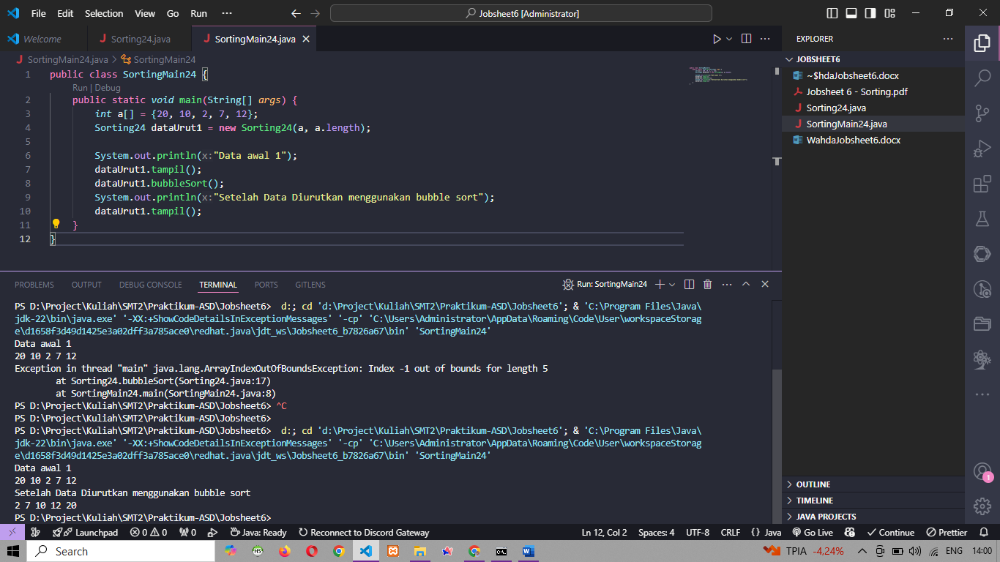 File Edit Selection View Go Run ··· Jobsheet6 [Administrator]
Welcome Sorting24.java SortingMain24.java
SortingMain24.java > SortingMain24
1 public class SortingMain24 {
Run | Debug
2 public static void main(String[] args) {
3 int a[] = {20, 10, 2, 7, 12};
4 Sorting24 dataUrut1 = new Sorting24(a, a.length);
5
6 System.out.println(x:"Data awal 1");
7 dataUrut1.tampil();
8 dataUrut1.bubbleSort();
9 System.out.println(x:"Setelah Data Diurutkan menggunakan bubble sort");
10 dataUrut1.tampil();
11 }
12 }
EXPLORER
JOBSHEET6
~$hdaJobsheet6.docx
Jobsheet 6 - Sorting.pdf
Sorting24.java
SortingMain24.java
WahdaJobsheet6.docx
OUTLINE
TIMELINE
JAVA PROJECTS
PROBLEMS OUTPUT DEBUG CONSOLE TERMINAL PORTS GITLENS Run: SortingMain24
PS D:\Project\Kuliah\SMT2\Praktikum-ASD\Jobsheet6> d:; cd 'd:\Project\Kuliah\SMT2\Praktikum-ASD\Jobsheet6'; & 'C:\Program Files\Java\
jdk-22\bin\java.exe' '-XX:+ShowCodeDetailsInExceptionMessages' '-cp' 'C:\Users\Administrator\AppData\Roaming\Code\User\workspaceStorag
e\d1658f3d49d1425e3a02dff3a785ace0\redhat.java\jdt_ws\Jobsheet6_b7826a67\bin' 'SortingMain24'
Data awal 1
20 10 2 7 12
Exception in thread "main" java.lang.ArrayIndexOutOfBoundsException: Index -1 out of bounds for length 5
at Sorting24.bubbleSort(Sorting24.java:17)
at SortingMain24.main(SortingMain24.java:8)
PS D:\Project\Kuliah\SMT2\Praktikum-ASD\Jobsheet6> ^C
PS D:\Project\Kuliah\SMT2\Praktikum-ASD\Jobsheet6>
PS D:\Project\Kuliah\SMT2\Praktikum-ASD\Jobsheet6> d:; cd 'd:\Project\Kuliah\SMT2\Praktikum-ASD\Jobsheet6'; & 'C:\Program Files\Java\
jdk-22\bin\java.exe' '-XX:+ShowCodeDetailsInExceptionMessages' '-cp' 'C:\Users\Administrator\AppData\Roaming\Code\User\workspaceStorag
e\d1658f3d49d1425e3a02dff3a785ace0\redhat.java\jdt_ws\Jobsheet6_b7826a67\bin' 'SortingMain24'
Data awal 1
20 10 2 7 12
Setelah Data Diurutkan menggunakan bubble sort
2 7 10 12 20
PS D:\Project\Kuliah\SMT2\Praktikum-ASD\Jobsheet6>
1
Launchpad 0 0 0 Java: Ready Reconnect to Discord Gateway Ln 12, Col 2 Spaces: 4 UTF-8 CRLF {} Java Go Live Continue Prettier
Search TPIA -4,24% ENG 14:00